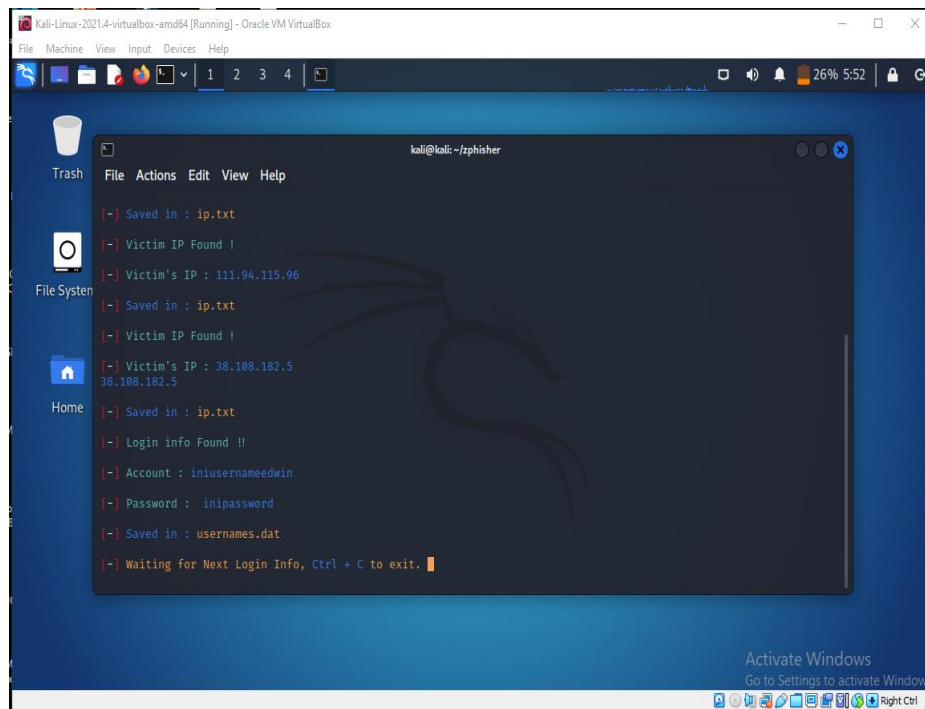 Kali-Linux-2021.4-virtualbox-amd64 [Running] - Oracle VM VirtualBox
File Machine View Input Devices Help
1 2 3 4 26% 5:52
Trash
File System
Home
kali@kali: ~/zphisher
File Actions Edit View Help
[-] Saved in : ip.txt
[-] Victim IP Found !
[-] Victim's IP : 111.94.115.96
[-] Saved in : ip.txt
[-] Victim IP Found !
[-] Victim's IP : 38.108.182.5
38.108.182.5
[-] Saved in : ip.txt
[-] Login info Found !!
[-] Account : iniusernameedwin
[-] Password : inipassword
[-] Saved in : usernames.dat
[-] Waiting for Next Login Info, Ctrl + C to exit.
Activate Windows
Go to Settings to activate Window
Right Ctrl